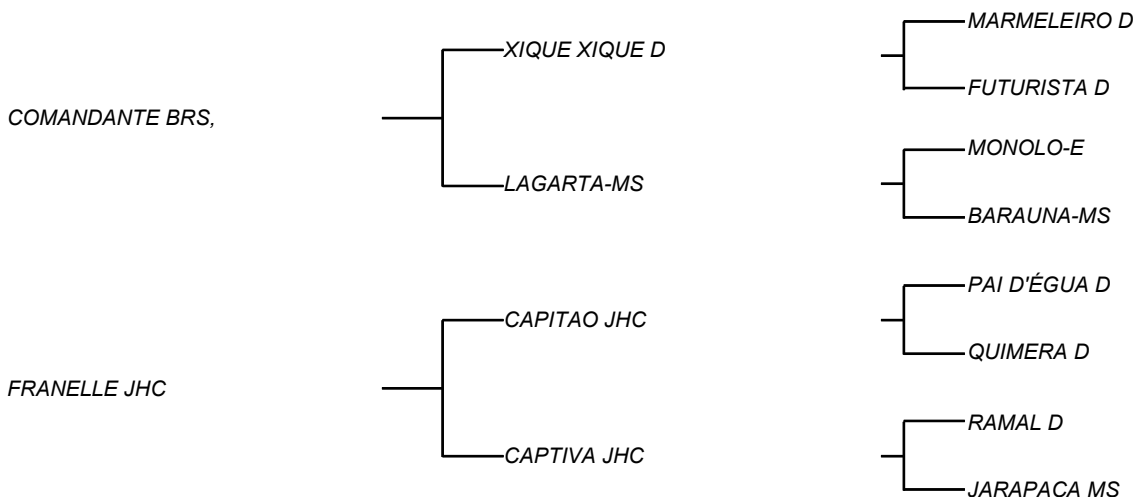 MARMELEIRO D
XIQUE XIQUE D
FUTURISTA D
COMANDANTE BRS,
MONOLO-E
LAGARTA-MS
BARAUNA-MS
PAI D'ÉGUA D
CAPITAO JHC
QUIMERA D
FRANELLE JHC
RAMAL D
CAPTIVA JHC
JARAPACA MS